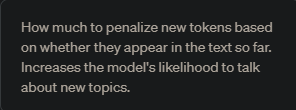 How much to penalize new tokens based
on whether they appear in the text so far.
Increases the model's likelihood to talk
about new topics.